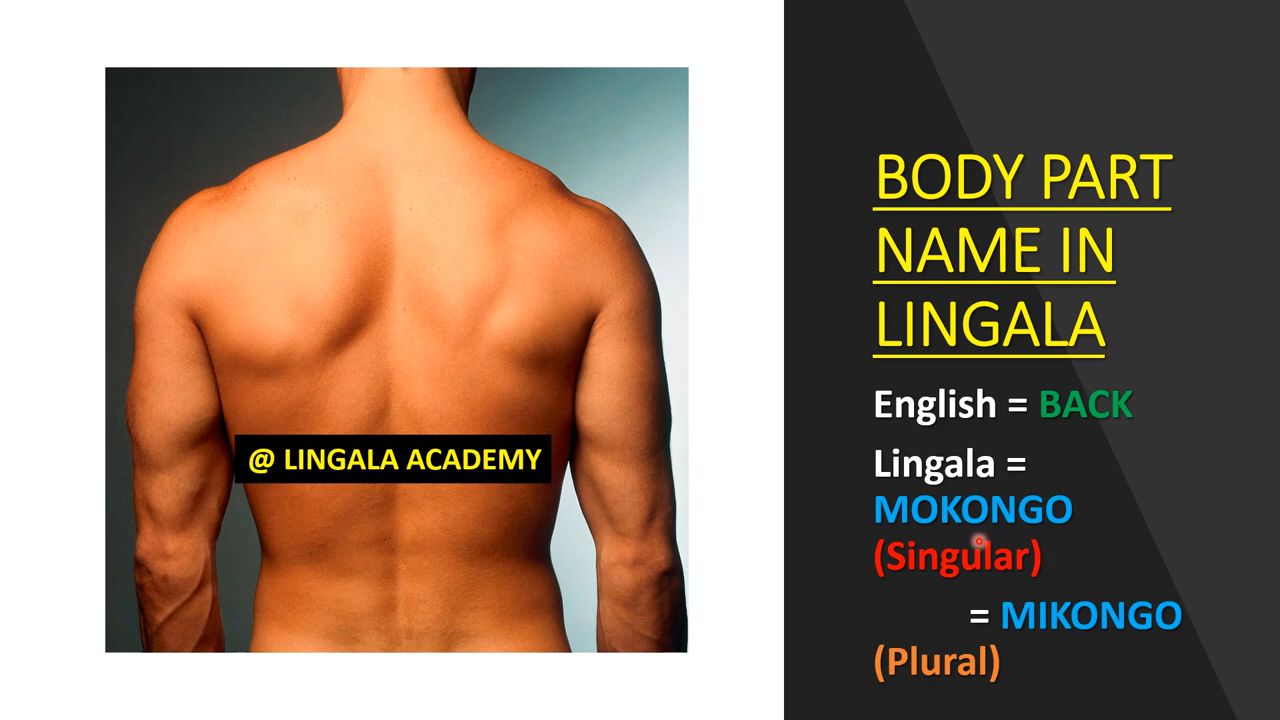 @ LINGALA ACADEMY
BODY PART
NAME IN
LINGALA
English = BACK
Lingala =
MOKONGO
(Singular)
= MIKONGO
(Plural)